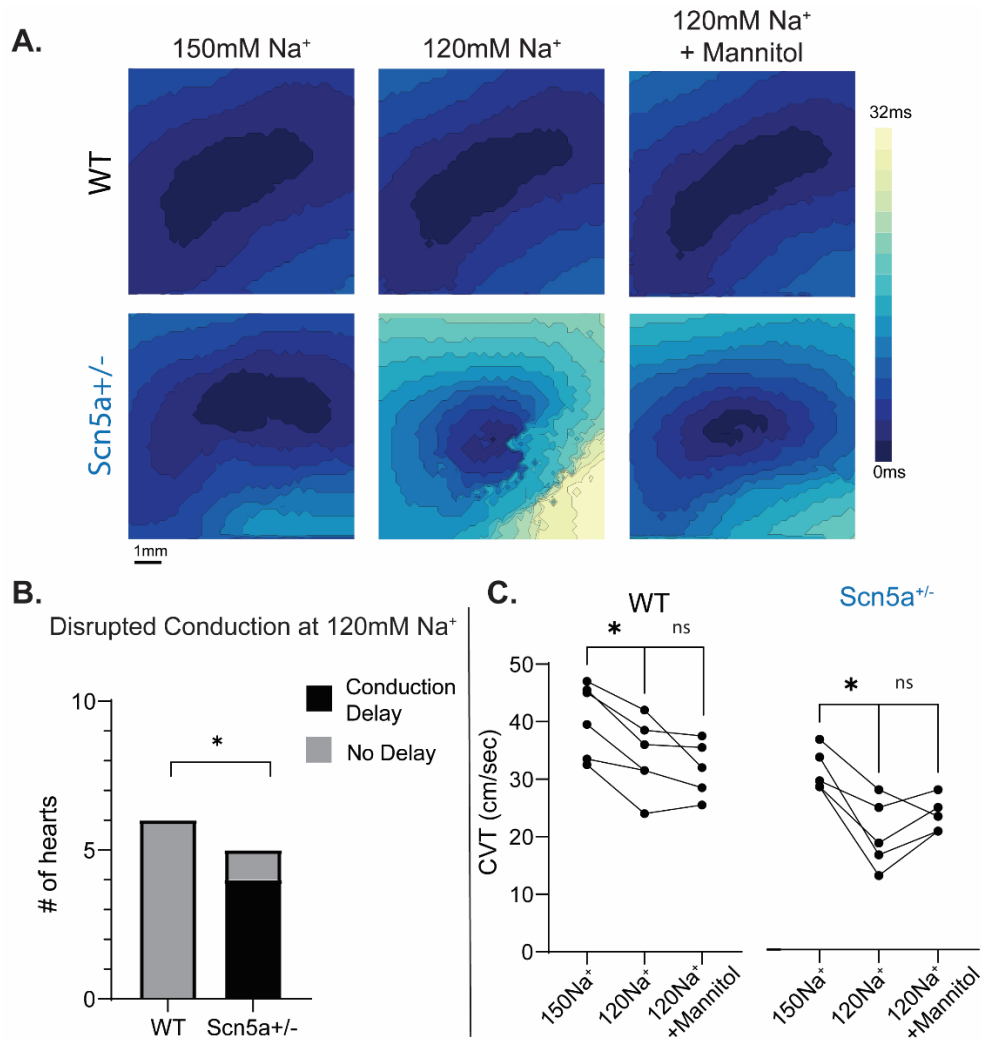 A.
150mM Na⁺
120mM Na⁺
120mM Na⁺
+ Mannitol
WT
Scn5a+/-
32ms
0ms
1mm
B.
Disrupted Conduction at 120mM Na⁺
Conduction
Delay
No Delay
*
10
5
0
# of hearts
WT
Scn5a+/-
C.
WT
Scn5a⁺/⁻
*
ns
*
ns
50
40
30
20
10
0
CVT (cm/sec)
150Na⁺
120Na⁺
120Na⁺
+Mannitol
150Na⁺
120Na⁺
120Na⁺
+Mannitol